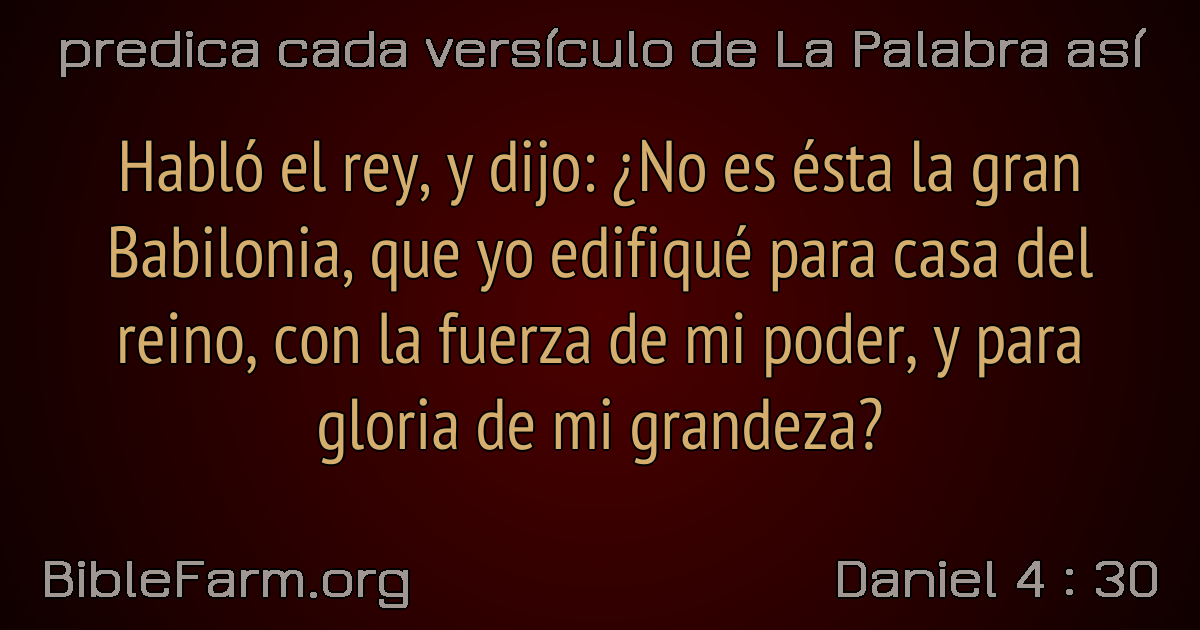 predica cada versículo de La Palabra así
Habló el rey, y dijo: ¿No es ésta la gran
Babilonia, que yo edifiqué para casa del
reino, con la fuerza de mi poder, y para
gloria de mi grandeza?
BibleFarm.org
Daniel 4 : 30